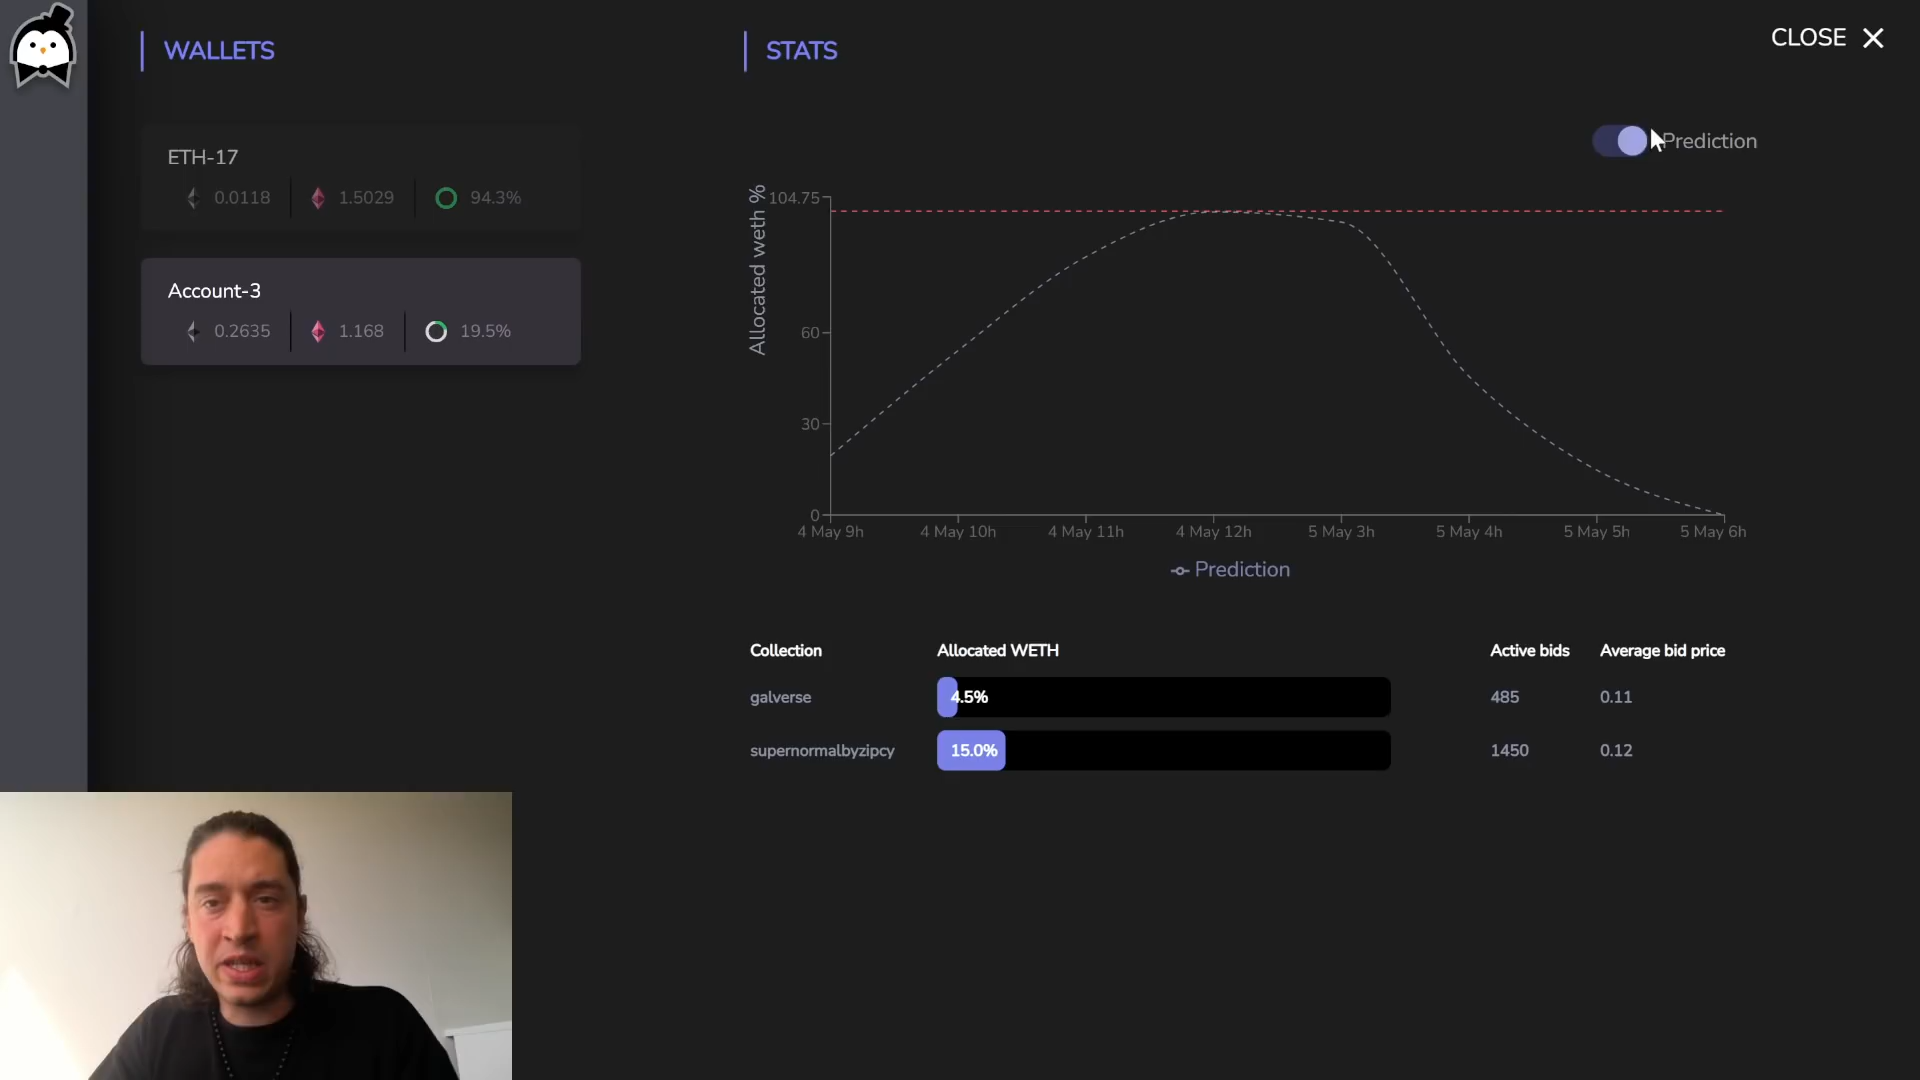 WALLETS
STATS
CLOSE
ETH-17
0.0118
1.5029
94.3%
Account-3
0.2635
1.168
19.5%
Prediction
Allocated weth %
104.75
60
30
0
4 May 9h
4 May 10h
4 May 11h
4 May 12h
5 May 3h
5 May 4h
5 May 5h
5 May 6h
Prediction
Collection
Allocated WETH
Active bids
Average bid price
galverse
4.5%
485
0.11
supernormalbyzipcy
15.0%
1450
0.12